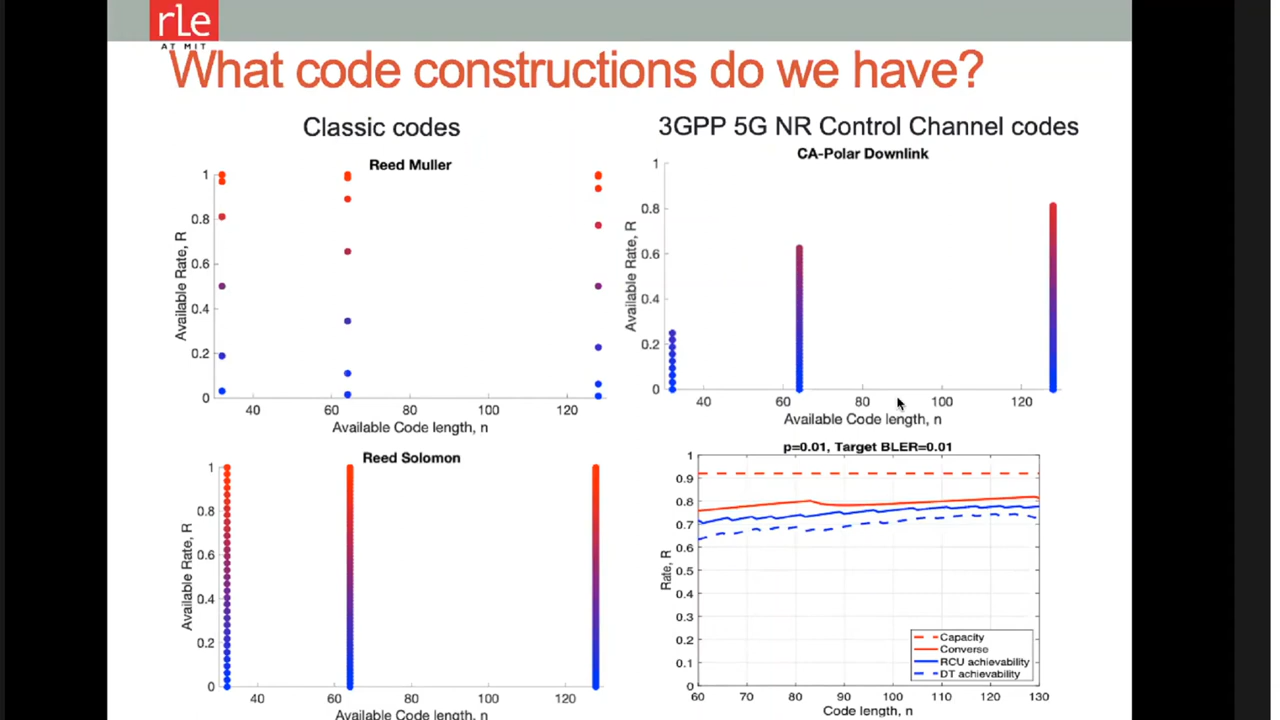 rle
AT MIT
What code constructions do we have?
Classic codes
3GPP 5G NR Control Channel codes
Reed Muller
1
0.8
0.6
0.4
0.2
0
Available Rate, R
40 60 80 100 120
Available Code length, n
CA-Polar Downlink
1
0.8
0.6
0.4
0.2
0
Available Rate, R
40 60 80 100 120
Available Code length, n
Reed Solomon
1
0.8
0.6
0.4
0.2
0
Available Rate, R
40 60 80 100 120
Available Code length, n
p=0.01, Target BLER=0.01
1
0.9
0.8
0.7
0.6
0.5
0.4
0.3
0.2
0.1
0
Rate, R
Capacity
Converse
RCU achievability
DT achievability
60 70 80 90 100 110 120 130
Code length, n